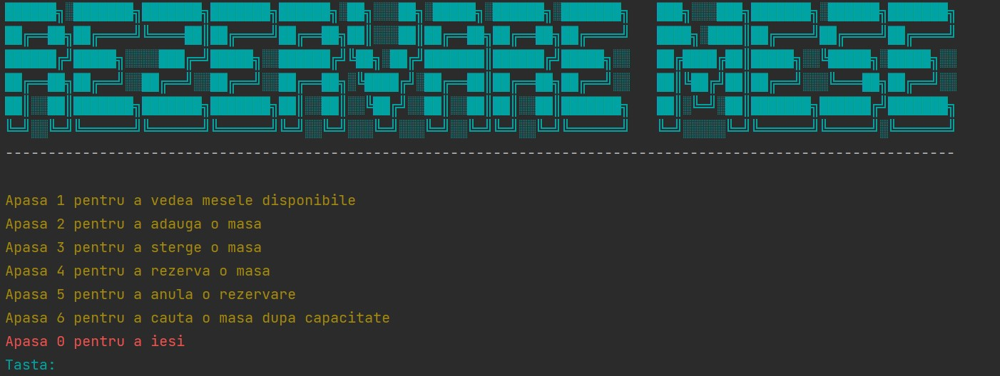 REZERVARE MESE
--------------------------------------------------------------------------------------------------------------
Apasa 1 pentru a vedea mesele disponibile
Apasa 2 pentru a adauga o masa
Apasa 3 pentru a sterge o masa
Apasa 4 pentru a rezerva o masa
Apasa 5 pentru a anula o rezervare
Apasa 6 pentru a cauta o masa dupa capacitate
Apasa 0 pentru a iesi
Tasta: